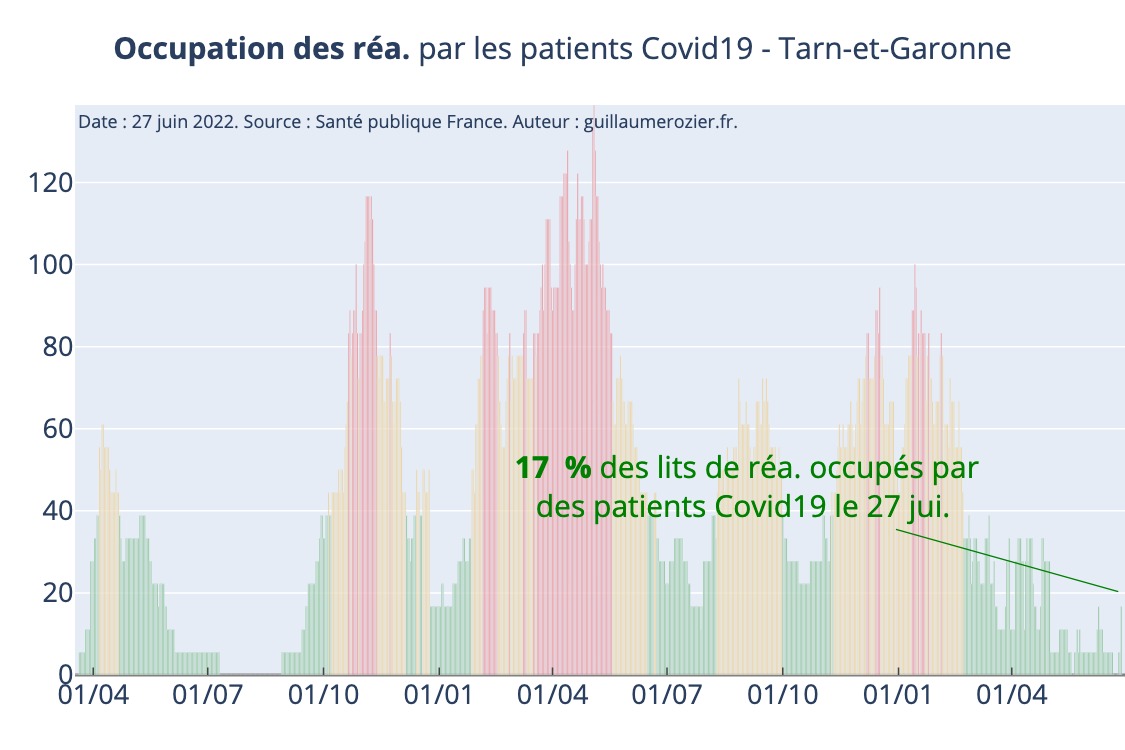 Occupation des réa. par les patients Covid19 - Tarn-et-Garonne
Date : 27 juin 2022. Source : Santé publique France. Auteur : guillaumerozier.fr.
120
100
80
60
40
20
0
17 % des lits de réa. occupés par
des patients Covid19 le 27 jui.
01/04 01/07 01/10 01/01 01/04 01/07 01/10 01/01 01/04